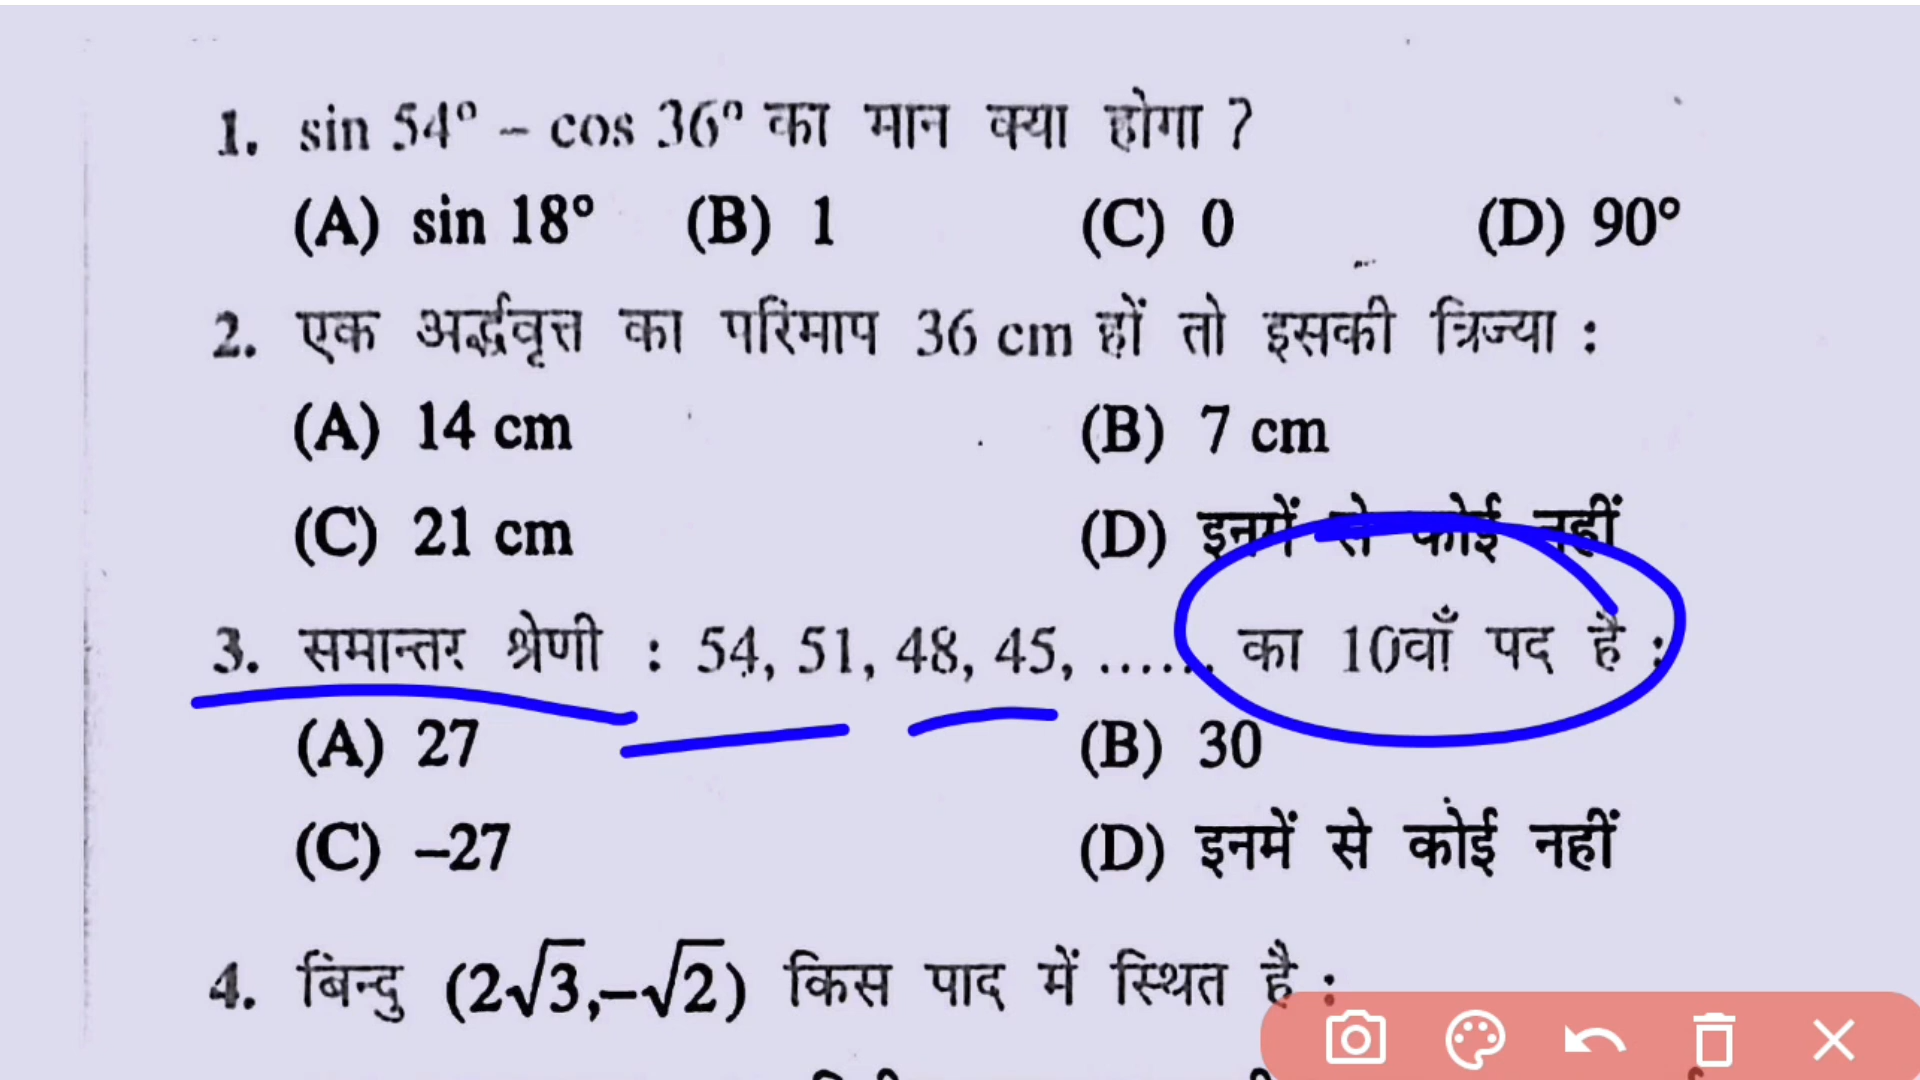 1. sin 54° – cos 36° का मान क्या होगा ?
(A) sin 18° (B) 1 (C) 0 (D) 90°
2. एक अर्द्धवृत्त का परिमाप 36 cm हों तो इसकी त्रिज्या :
(A) 14 cm (B) 7 cm
(C) 21 cm (D) इनमें से कोई नहीं
3. समान्तर श्रेणी : 54, 51, 48, 45, ...... का 10वाँ पद है :
(A) 27 (B) 30
(C) –27 (D) इनमें से कोई नहीं
4. बिन्दु (2√3,–√2) किस पाद में स्थित है :